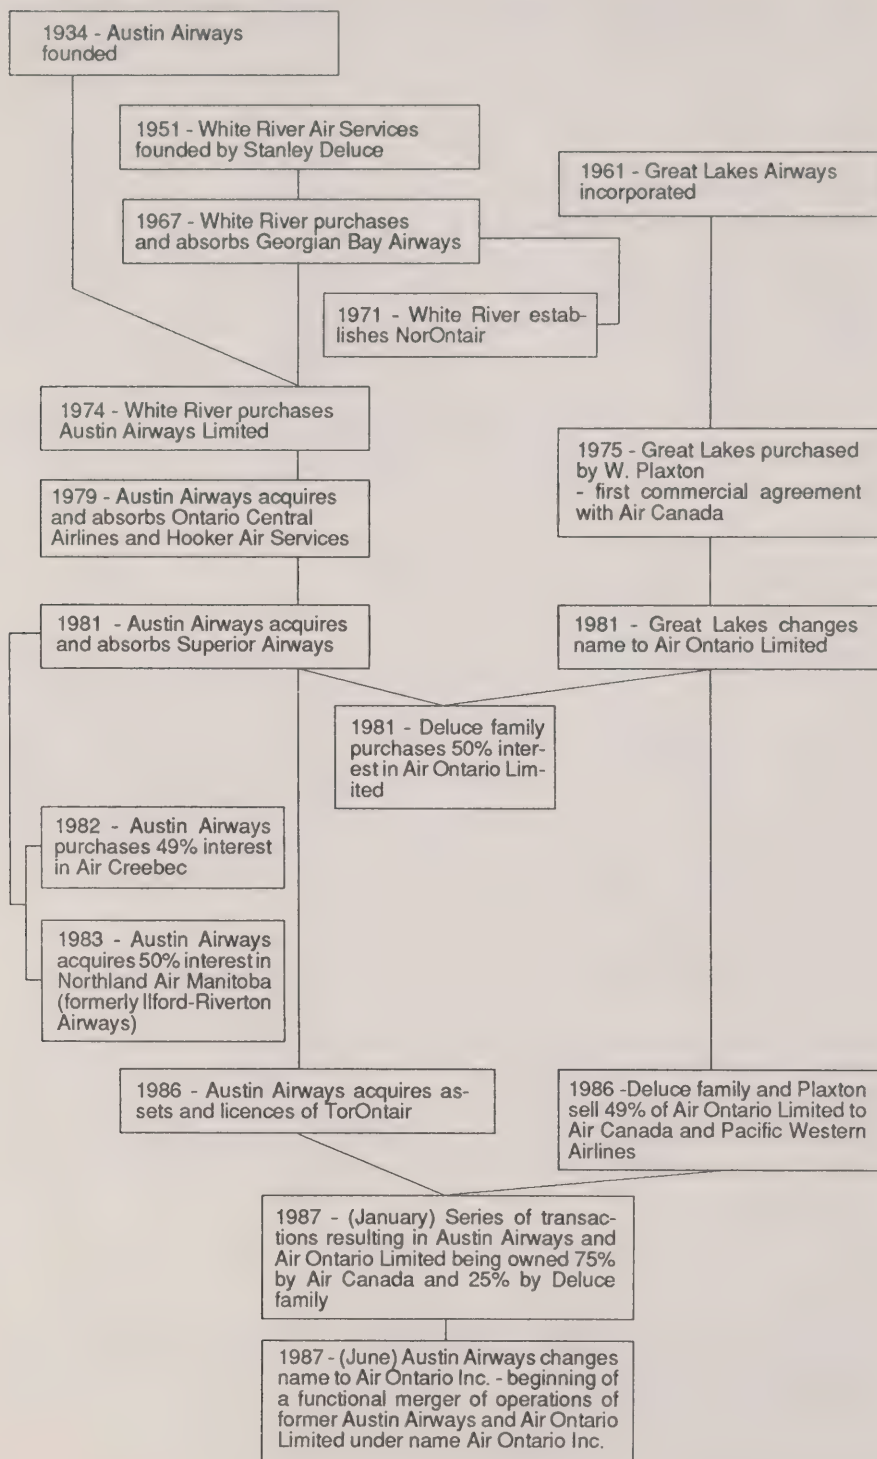 1934 - Austin Airways
founded
1951 - White River Air Services
founded by Stanley Deluce
1961 - Great Lakes Airways
incorporated
1967 - White River purchases
and absorbs Georgian Bay Airways
1971 - White River estab-
lishes NorOntair
1974 - White River purchases
Austin Airways Limited
1975 - Great Lakes purchased
by W. Plaxton
- first commercial agreement
with Air Canada
1979 - Austin Airways acquires
and absorbs Ontario Central
Airlines and Hooker Air Services
1981 - Austin Airways acquires
and absorbs Superior Airways
1981 - Great Lakes changes
name to Air Ontario Limited
1981 - Deluce family
purchases 50% inter-
est in Air Ontario Lim-
ited
1982 - Austin Airways
purchases 49% interest
in Air Creebec
1983 - Austin Airways
acquires 50% interest in
Northland Air Manitoba
(formerly Ilford-Riverton
Airways)
1986 - Austin Airways acquires as-
sets and licences of TorOntair
1986 -Deluce family and Plaxton
sell 49% of Air Ontario Limited to
Air Canada and Pacific Western
Airlines
1987 - (January) Series of transac-
tions resulting in Austin Airways and
Air Ontario Limited being owned 75%
by Air Canada and 25% by Deluce
family
1987 - (June) Austin Airways changes
name to Air Ontario Inc. - beginning of
a functional merger of operations of
former Austin Airways and Air Ontario
Limited under name Air Ontario Inc.